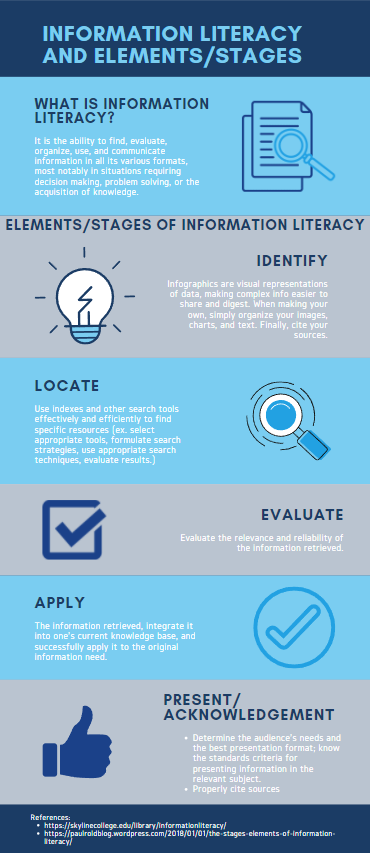 INFORMATION LITERACY
AND ELEMENTS/STAGES
WHAT IS INFORMATION
LITERACY?
It is the ability to find, evaluate,
organize, use, and communicate
information in all its various formats,
most notably in situations requiring
decision making, problem solving, or the
acquisition of knowledge.
ELEMENTS/STAGES OF INFORMATION LITERACY
IDENTIFY
Infographics are visual representations
of data, making complex info easier to
share and digest. When making your
own, simply organize your images,
charts, and text. Finally, cite your
sources.
LOCATE
Use indexes and other search tools
effectively and efficiently to find
specific resources (ex. select
appropriate tools, formulate search
strategies, use appropriate search
techniques, evaluate results.)
EVALUATE
Evaluate the relevance and reliability of
the information retrieved.
APPLY
The information retrieved, integrate it
into one's current knowledge base, and
successfully apply it to the original
information need.
PRESENT/
ACKNOWLEDGEMENT
• Determine the audience's needs and
the best presentation format; know
the standards criteria for
presenting information in the
relevant subject.
• Properly cite sources
References:
• https://skylinecollege.edu/library/informationliteracy/
• https://paulroldblog.wordpress.com/2018/01/01/the-stages-elements-of-information-
literacy/